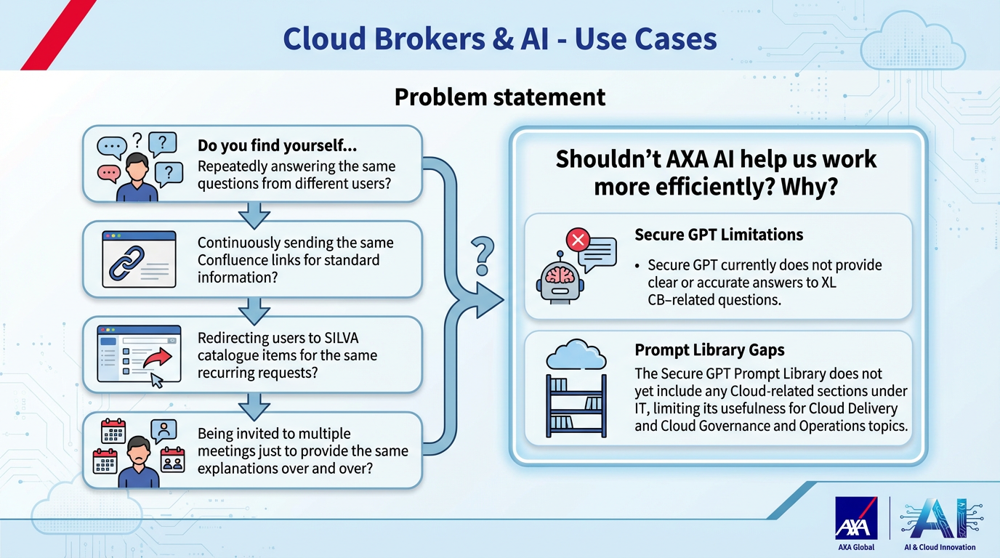 Cloud Brokers & AI - Use Cases
Problem statement
Do you find yourself...
Repeatedly answering the same
questions from different users?
Continuously sending the same
Confluence links for standard
information?
Redirecting users to SILVA
catalogue items for the same
recurring requests?
Being invited to multiple
meetings just to provide the same
explanations over and over?
?
?
?
?
Shouldn’t AXA AI help us work
more efficiently? Why?
Secure GPT Limitations
• Secure GPT currently does not provide
clear or accurate answers to XL
CB–related questions.
Prompt Library Gaps
The Secure GPT Prompt Library does not
yet include any Cloud-related sections under
IT, limiting its usefulness for Cloud Delivery
and Cloud Governance and Operations topics.
AXA
AXA Global
AI
AI & Cloud Innovation